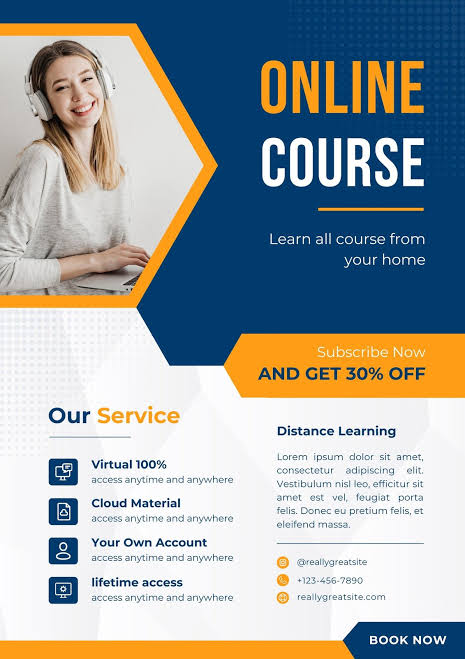 ONLINE
COURSE
Learn all course from
your home
Subscribe Now
AND GET 30% OFF
Our Service
Virtual 100%
access anytime and anywhere
Cloud Material
access anytime and anywhere
Your Own Account
access anytime and anywhere
lifetime access
access anytime and anywhere
Distance Learning
Lorem ipsum dolor sit amet,
consectetur adipiscing elit.
Vestibulum nisl leo, efficitur sit
amet est vel, feugiat porta
felis. Donec eu pretium felis, et
eleifend massa.
@reallygreatsite
+123-456-7890
reallygreatsite.com
BOOK NOW